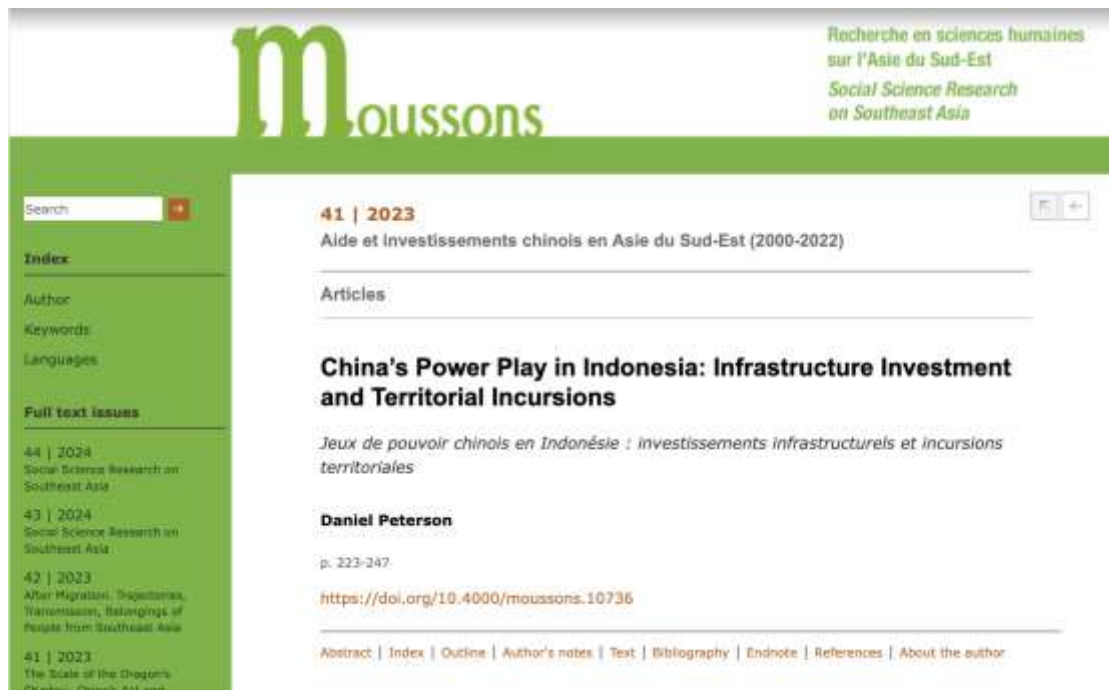 Moussons
Recherche en sciences humaines
sur l'Asie du Sud-Est
Social Science Research
on Southeast Asia
Search
Index
Author
Keywords
Languages
Full text issues
44 | 2024
Social Science Research on
Southeast Asia
43 | 2024
Social Science Research on
Southeast Asia
42 | 2023
After Migration. Trajectories,
Transmission, Belongings of
People from Southeast Asia
41 | 2023
The Scale of the Dragon's
41 | 2023
Aide et Investissements chinois en Asie du Sud-Est (2000-2022)
Articles
China's Power Play in Indonesia: Infrastructure Investment
and Territorial Incursions
Jeux de pouvoir chinois en Indonésie : investissements infrastructurels et incursions
territoriales
Daniel Peterson
p. 223-247
https://doi.org/10.4000/moussons.10736
Abstract | Index | Outline | Author's notes | Text | Bibliography | Endnote | References | About the author